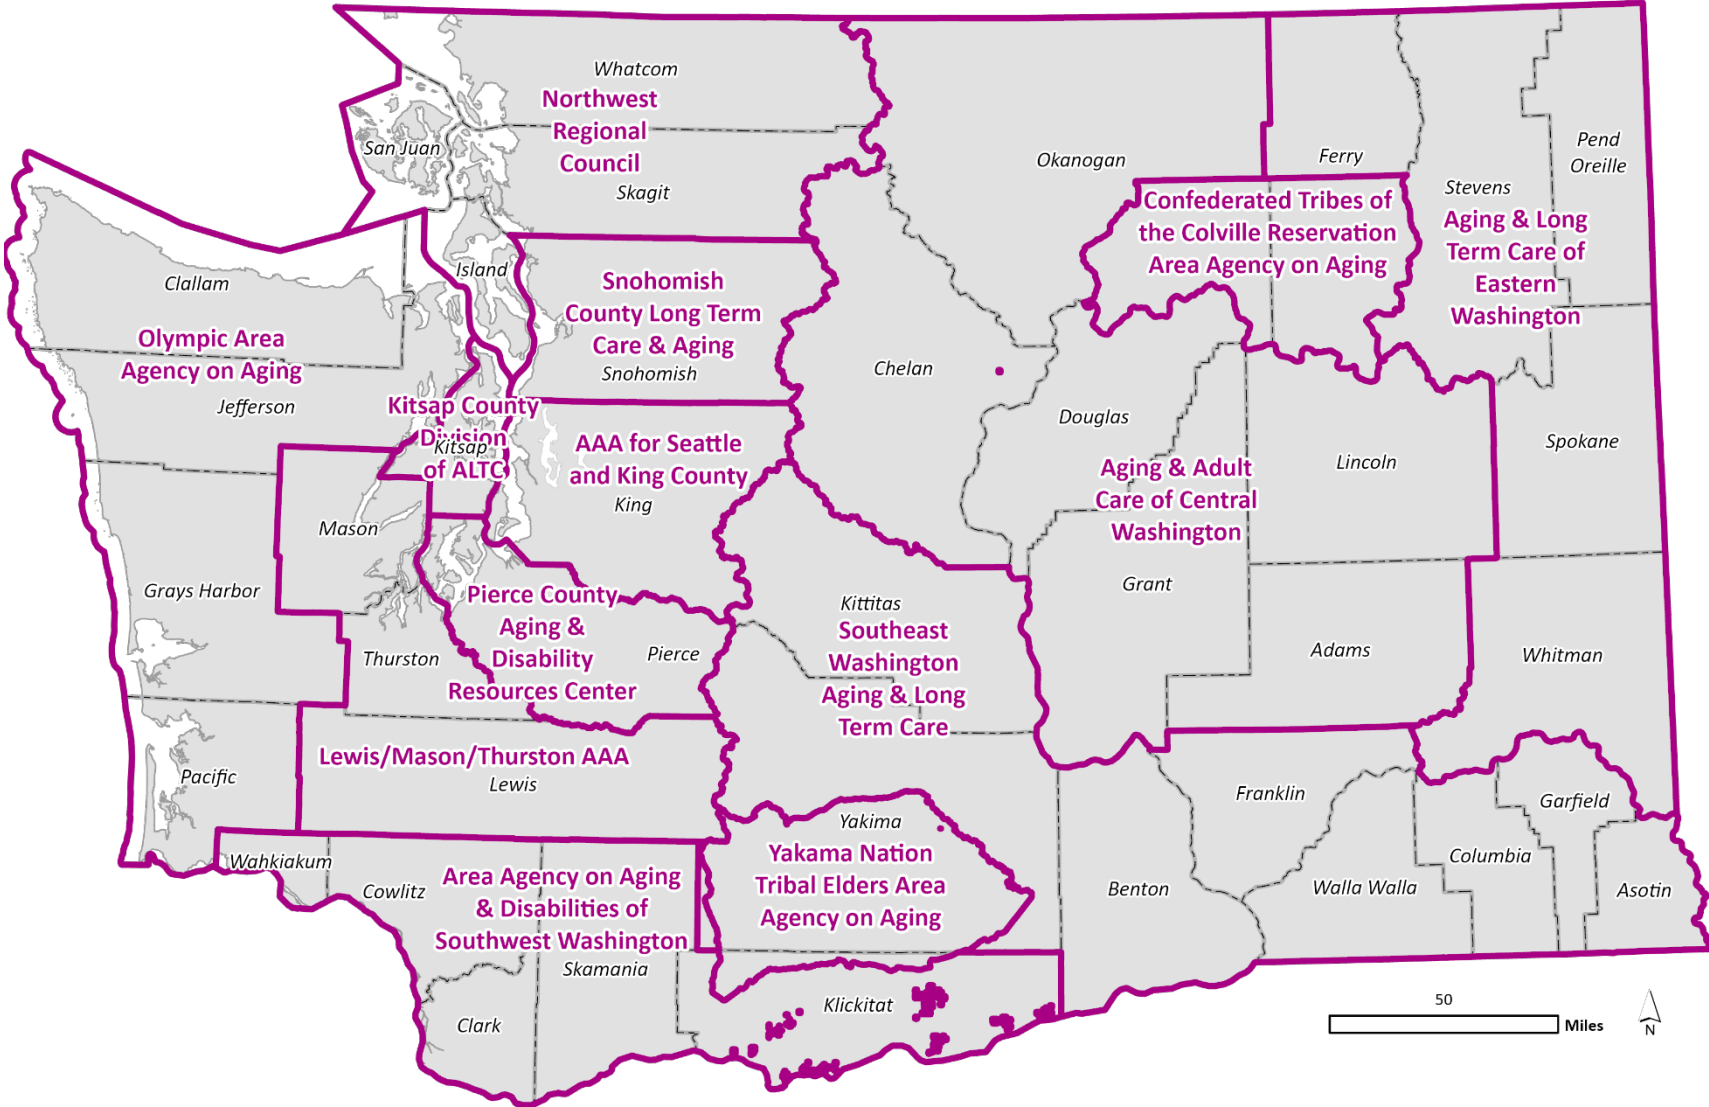 Whatcom
Northwest
Regional
Council
San Juan
Skagit
Okanogan
Ferry
Pend
Oreille
Stevens
Confederated Tribes of
the Colville Reservation
Area Agency on Aging
Aging & Long
Term Care of
Eastern
Washington
Island
Clallam
Snohomish
County Long Term
Care & Aging
Snohomish
Olympic Area
Agency on Aging
Jefferson
Chelan
Douglas
Kitsap County
Division
of ALTC
Kitsap
AAA for Seattle
and King County
King
Spokane
Lincoln
Aging & Adult
Care of Central
Washington
Mason
Grays Harbor
Grant
Kittitas
Southeast
Washington
Aging & Long
Term Care
Pierce County
Aging &
Disability
Resources Center
Pierce
Thurston
Adams
Whitman
Lewis/Mason/Thurston AAA
Lewis
Pacific
Franklin
Garfield
Yakima
Yakama Nation
Tribal Elders Area
Agency on Aging
Wahkiakum
Cowlitz
Area Agency on Aging
& Disabilities of
Southwest Washington
Skamania
Benton
Walla Walla
Columbia
Asotin
Klickitat
Clark
50
Miles
N